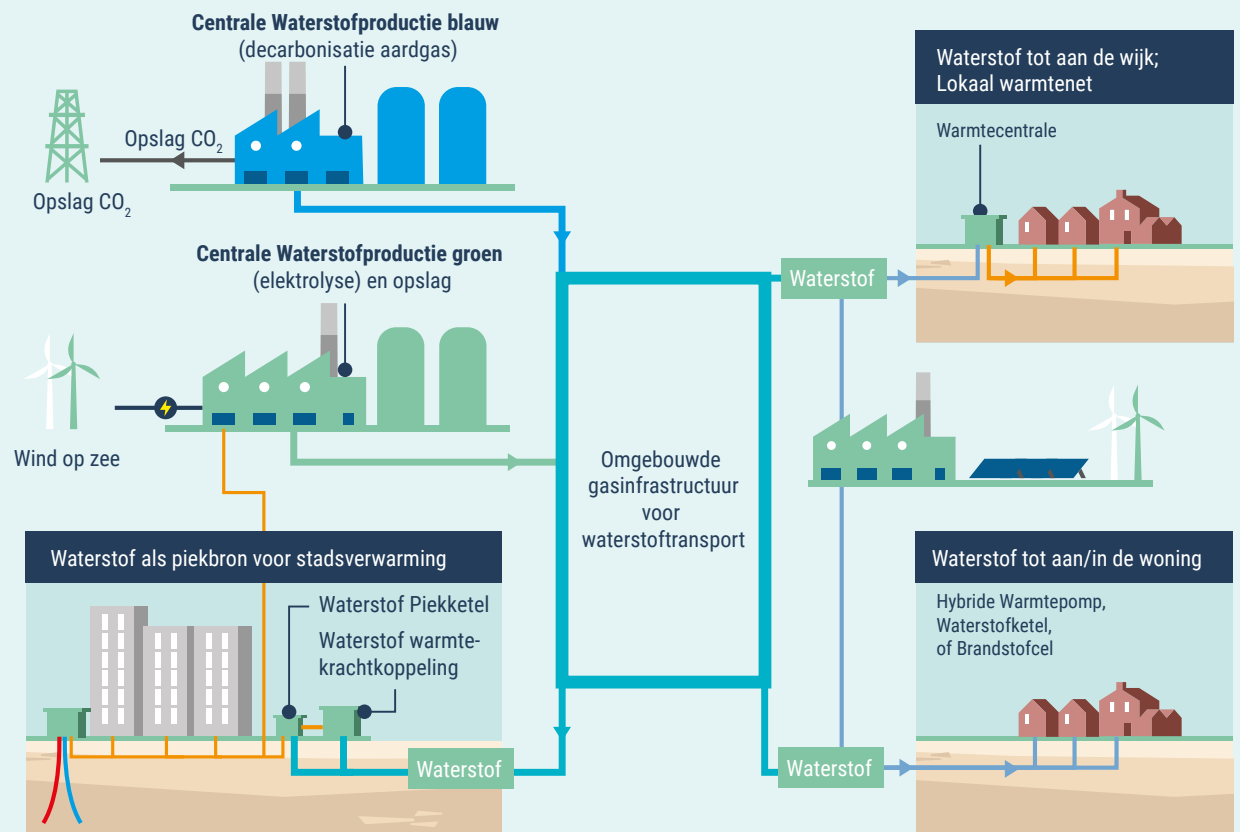 Centrale Waterstofproductie blauw
(decarbonisatie aardgas)
Opslag CO₂
Opslag CO₂
Centrale Waterstofproductie groen
(elektrolyse) en opslag
Wind op zee
Omgebouwde
gasinfrastructuur
voor
waterstoftransport
Waterstof
Waterstof tot aan de wijk;
Lokaal warmtenet
Warmtecentrale
Waterstof als piekbron voor stadsverwarming
Waterstof Piekketel
Waterstof warmte-
krachtkoppeling
Waterstof
Waterstof
Waterstof tot aan/in de woning
Hybride Warmtepomp,
Waterstofketel,
of Brandstofcel